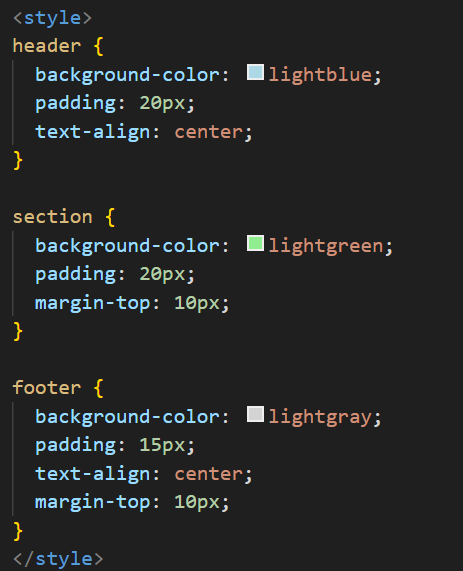 <style>
header {
  background-color: lightblue;
  padding: 20px;
  text-align: center;
}

section {
  background-color: lightgreen;
  padding: 20px;
  margin-top: 10px;
}

footer {
  background-color: lightgray;
  padding: 15px;
  text-align: center;
  margin-top: 10px;
}
</style>